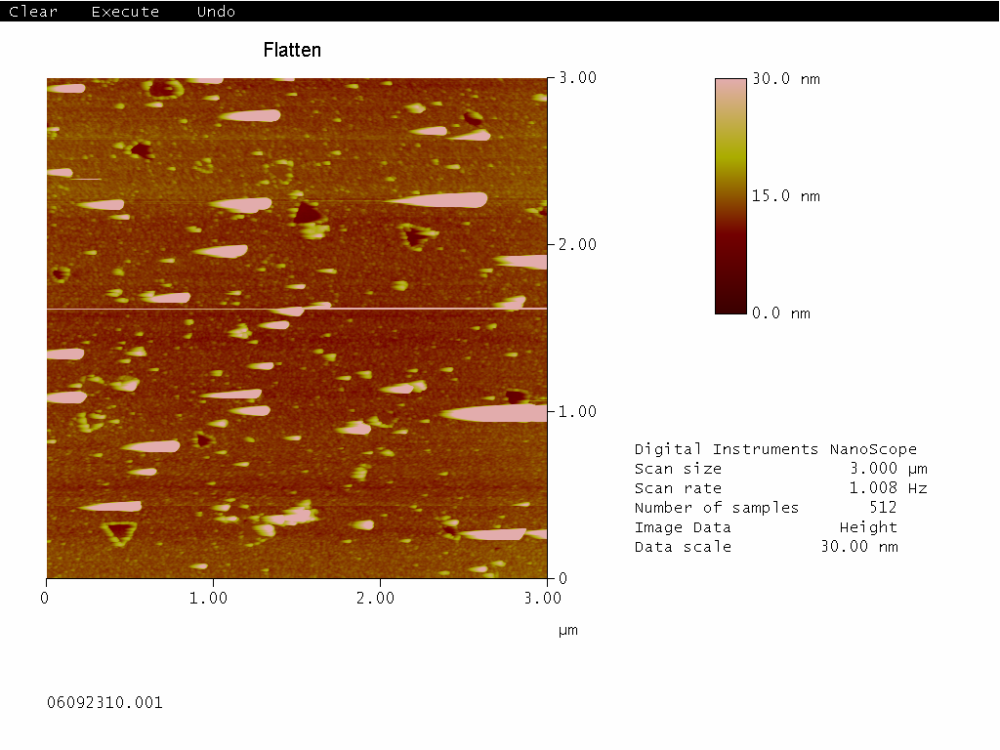 Clear Execute Undo
Flatten
3.00
2.00
1.00
0
0 1.00 2.00 3.00
µm
30.0 nm
15.0 nm
0.0 nm
Digital Instruments NanoScope
Scan size 3.000 µm
Scan rate 1.008 Hz
Number of samples 512
Image Data Height
Data scale 30.00 nm
06092310.001